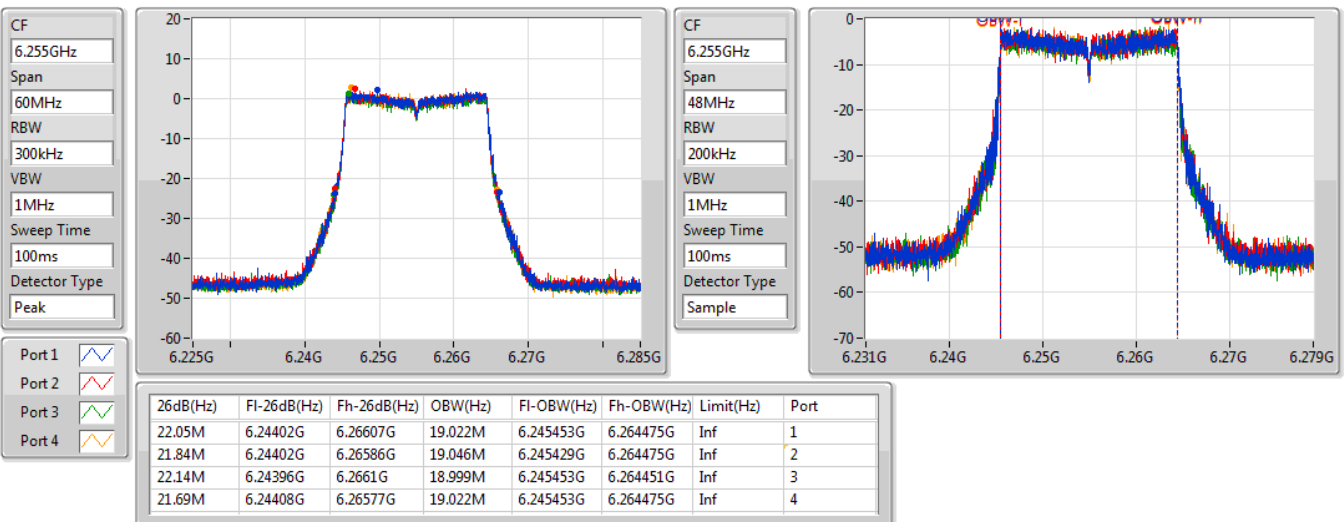 CF
6.255GHz
Span
60MHz
RBW
300kHz
VBW
1MHz
Sweep Time
100ms
Detector Type
Peak
20
10
0
-10
-20
-30
-40
-50
-60
6.225G 6.24G 6.25G 6.26G 6.27G 6.285G
CF
6.255GHz
Span
48MHz
RBW
200kHz
VBW
1MHz
Sweep Time
100ms
Detector Type
Sample
0
-10
-20
-30
-40
-50
-60
-70
6.231G 6.24G 6.25G 6.26G 6.27G 6.279G
Port 1
Port 2
Port 3
Port 4
26dB(Hz) Fl-26dB(Hz) Fh-26dB(Hz) OBW(Hz) Fl-OBW(Hz) Fh-OBW(Hz) Limit(Hz) Port
22.05M 6.24402G 6.26607G 19.022M 6.245453G 6.264475G Inf 1
21.84M 6.24402G 6.26586G 19.046M 6.245429G 6.264475G Inf 2
22.14M 6.24396G 6.2661G 18.999M 6.245453G 6.264451G Inf 3
21.69M 6.24408G 6.26577G 19.022M 6.245453G 6.264475G Inf 4